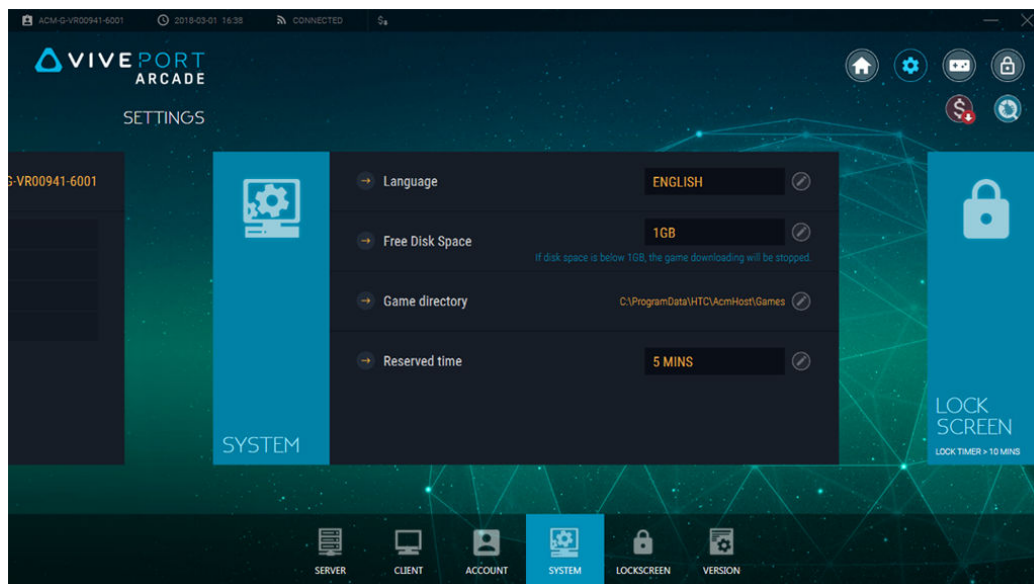 ACM-G-VR00941-6001 2018-03-01 16:38 CONNECTED
VIVEPORT
ARCADE
SETTINGS
G-VR00941-6001
Language ENGLISH
Free Disk Space 1GB
If disk space is below 1GB, the game downloading will be stopped.
Game directory C:\ProgramData\HTC\AcmHost\Games
Reserved time 5 MINS
SYSTEM
LOCK
SCREEN
LOCK TIMER > 10 MINS
SERVER CLIENT ACCOUNT SYSTEM LOCKSCREEN VERSION